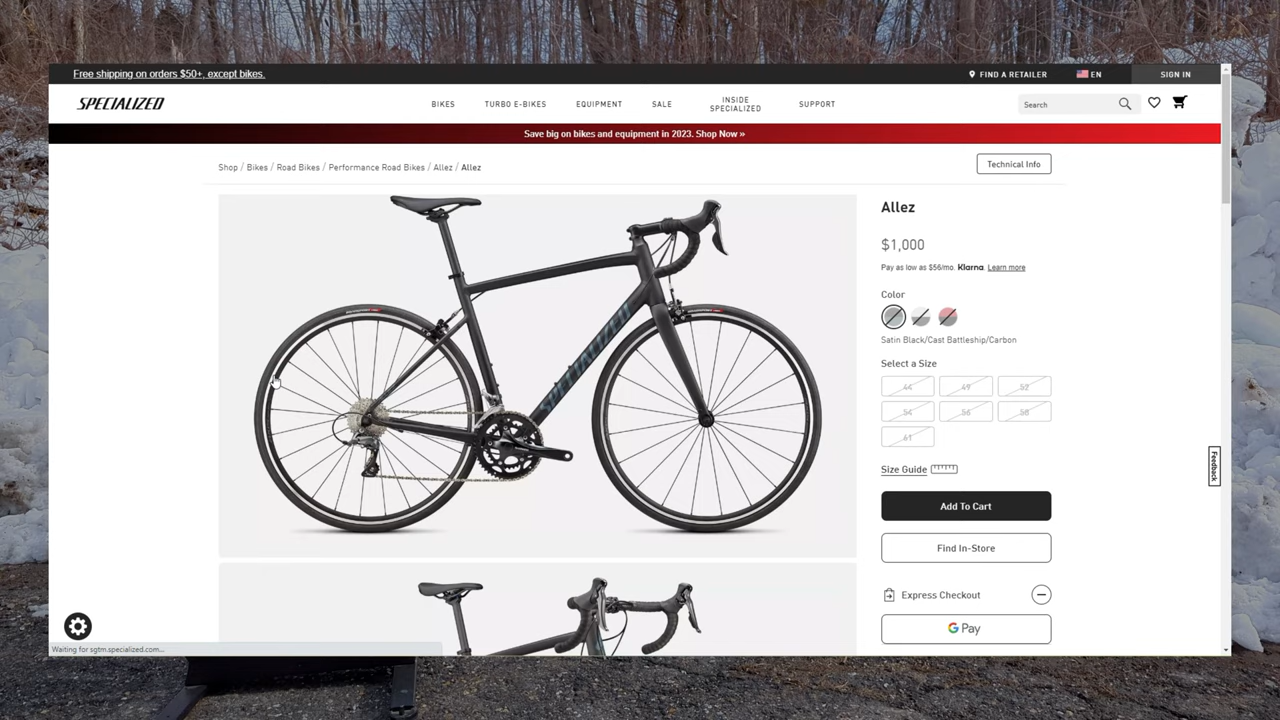 Free shipping on orders $50+, except bikes.
FIND A RETAILER
EN
SIGN IN
SPECIALIZED
BIKES
TURBO E-BIKES
EQUIPMENT
SALE
INSIDE
SPECIALIZED
SUPPORT
Search
Save big on bikes and equipment in 2023. Shop Now »
Shop / Bikes / Road Bikes / Performance Road Bikes / Allez / Allez
Technical Info
SPECIALIZED
Allez
$1,000
Pay as low as $56/mo. Klarna. Learn more
Color
Satin Black/Cast Battleship/Carbon
Select a Size
44
49
52
54
56
58
61
Size Guide
Feedback
Add To Cart
Find In-Store
Express Checkout
G Pay
Waiting for sgtm.specialized.com...